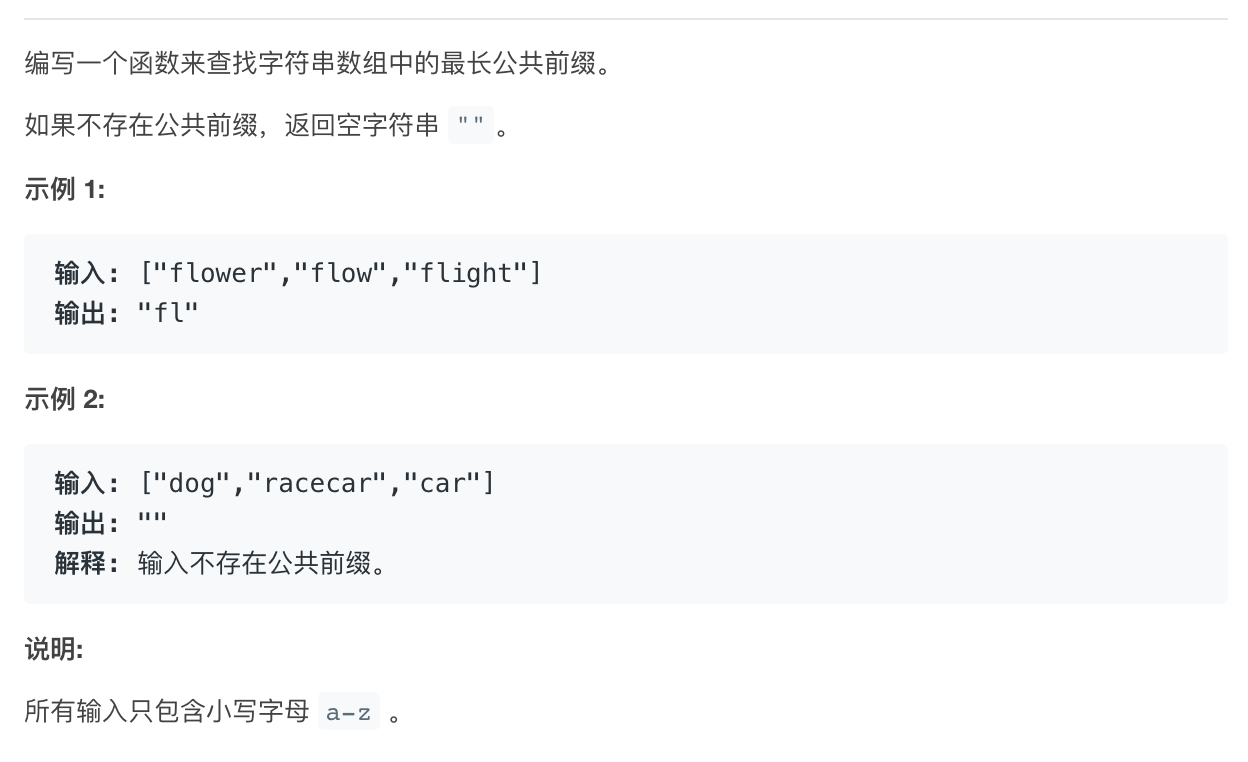 编写一个函数来查找字符串数组中的最长公共前缀。
如果不存在公共前缀，返回空字符串 ""。
示例 1:
输入: ["flower","flow","flight"]
输出: "fl"
示例 2:
输入: ["dog","racecar","car"]
输出: ""
解释: 输入不存在公共前缀。
说明:
所有输入只包含小写字母 a-z 。